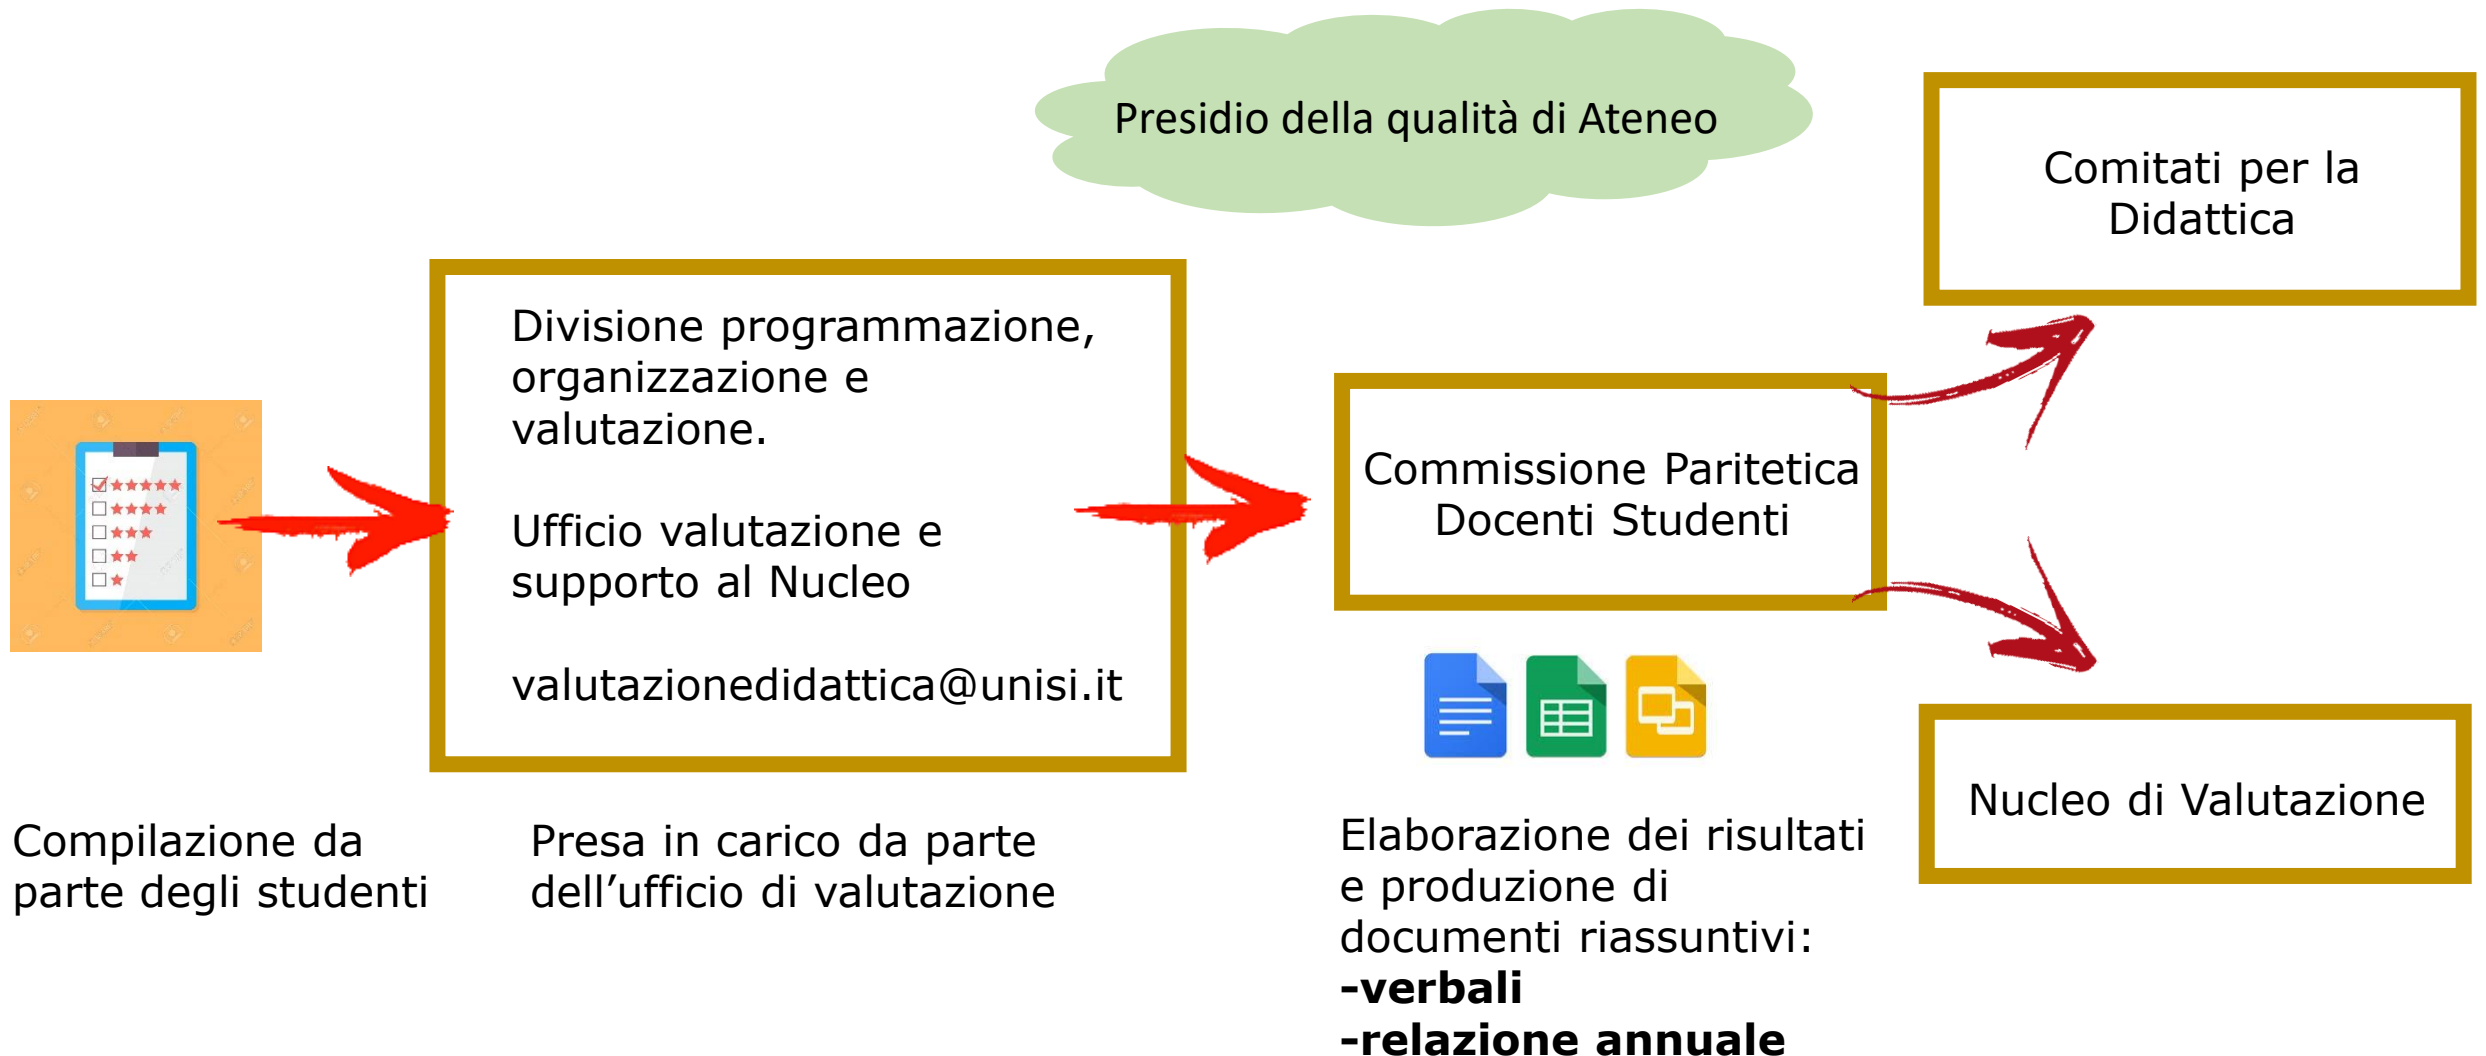 Presidio della qualità di Ateneo
Comitati per la
Didattica
Divisione programmazione,
organizzazione e
valutazione.
Ufficio valutazione e
supporto al Nucleo
valutazionedidattica@unisi.it
Commissione Paritetica
Docenti Studenti
Nucleo di Valutazione
Compilazione da
parte degli studenti
Presa in carico da parte
dell’ufficio di valutazione
Elaborazione dei risultati
e produzione di
documenti riassuntivi:
-verbali
-relazione annuale